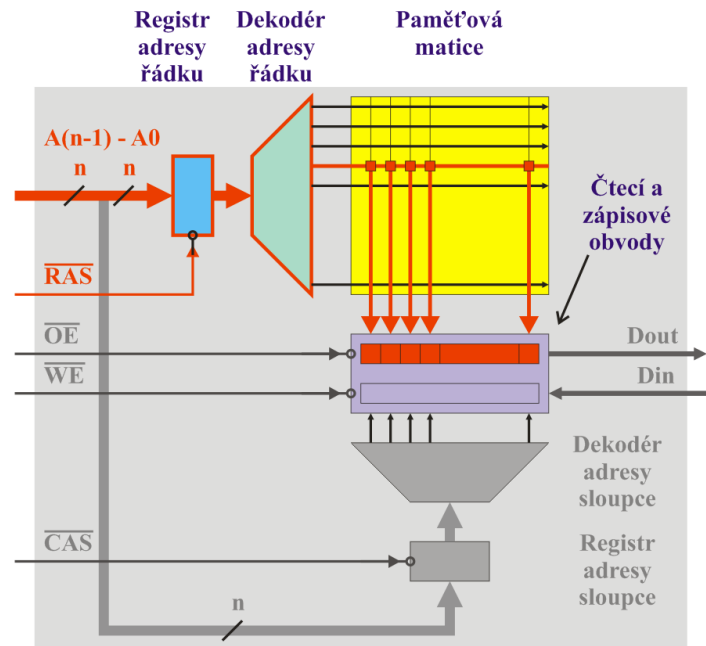 Registr
adresy
řádku
Dekodér
adresy
řádku
Paměťová
matice
A(n-1) - A0
n
n
RAS
Čtecí a
zápisové
obvody
OE
Dout
WE
Din
Dekodér
adresy
sloupce
CAS
Registr
adresy
sloupce
n